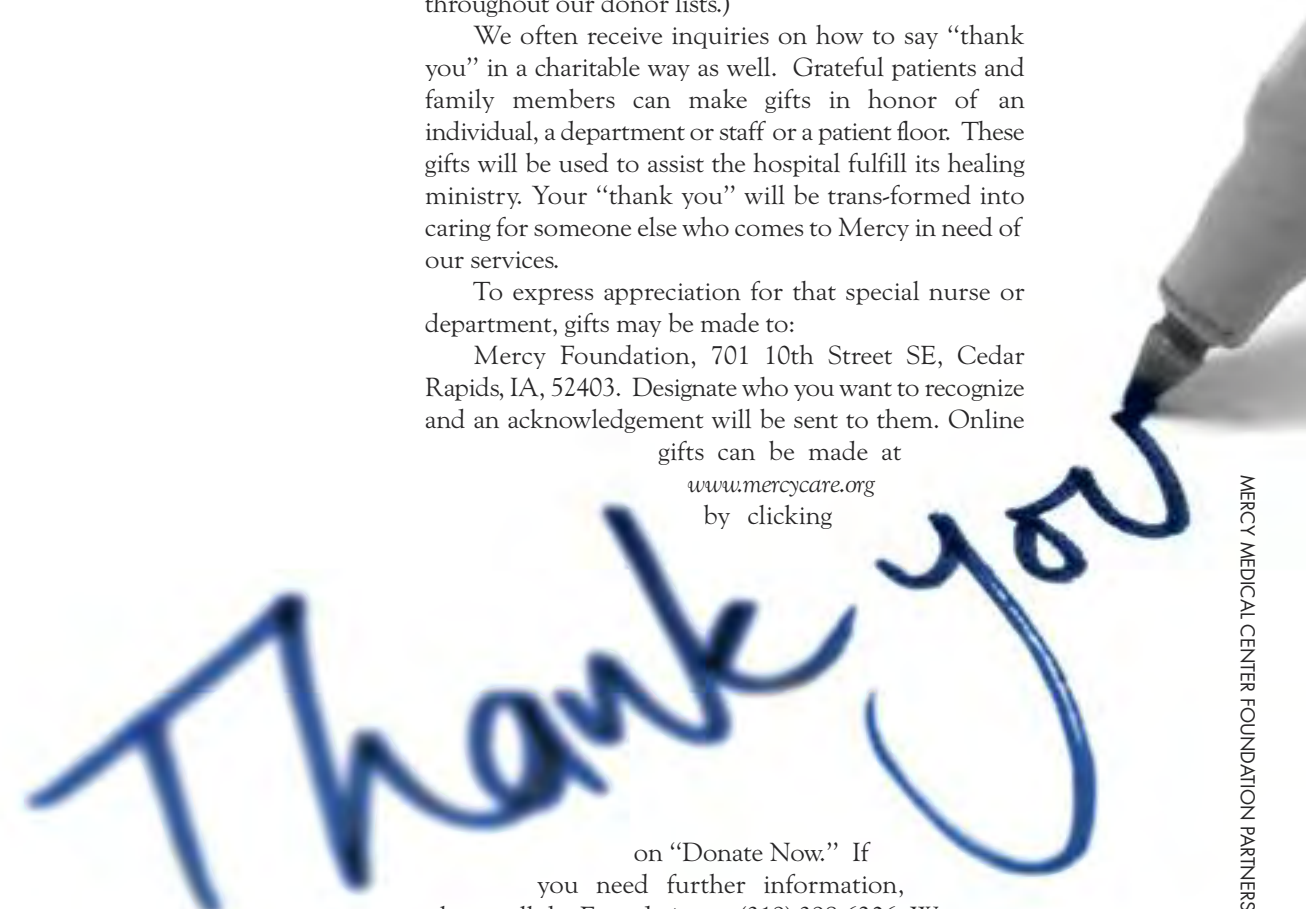 throughout our donor lists.)
We often receive inquiries on how to say “thank
you” in a charitable way as well.  Grateful patients and
family members can make gifts in honor of an
individual, a department or staff or a patient floor.  These
gifts will be used to assist the hospital fulfill its healing
ministry. Your “thank you” will be trans-formed into
caring for someone else who comes to Mercy in need of
our services.
To express appreciation for that special nurse or
department, gifts may be made to:
Mercy Foundation, 701 10th Street SE, Cedar
Rapids, IA, 52403.  Designate who you want to recognize
and an acknowledgement will be sent to them. Online
gifts can be made at
www.mercycare.org
by clicking
Thank you
on “Donate Now.”  If
you need further information,
MERCY MEDICAL CENTER FOUNDATION PARTNERS